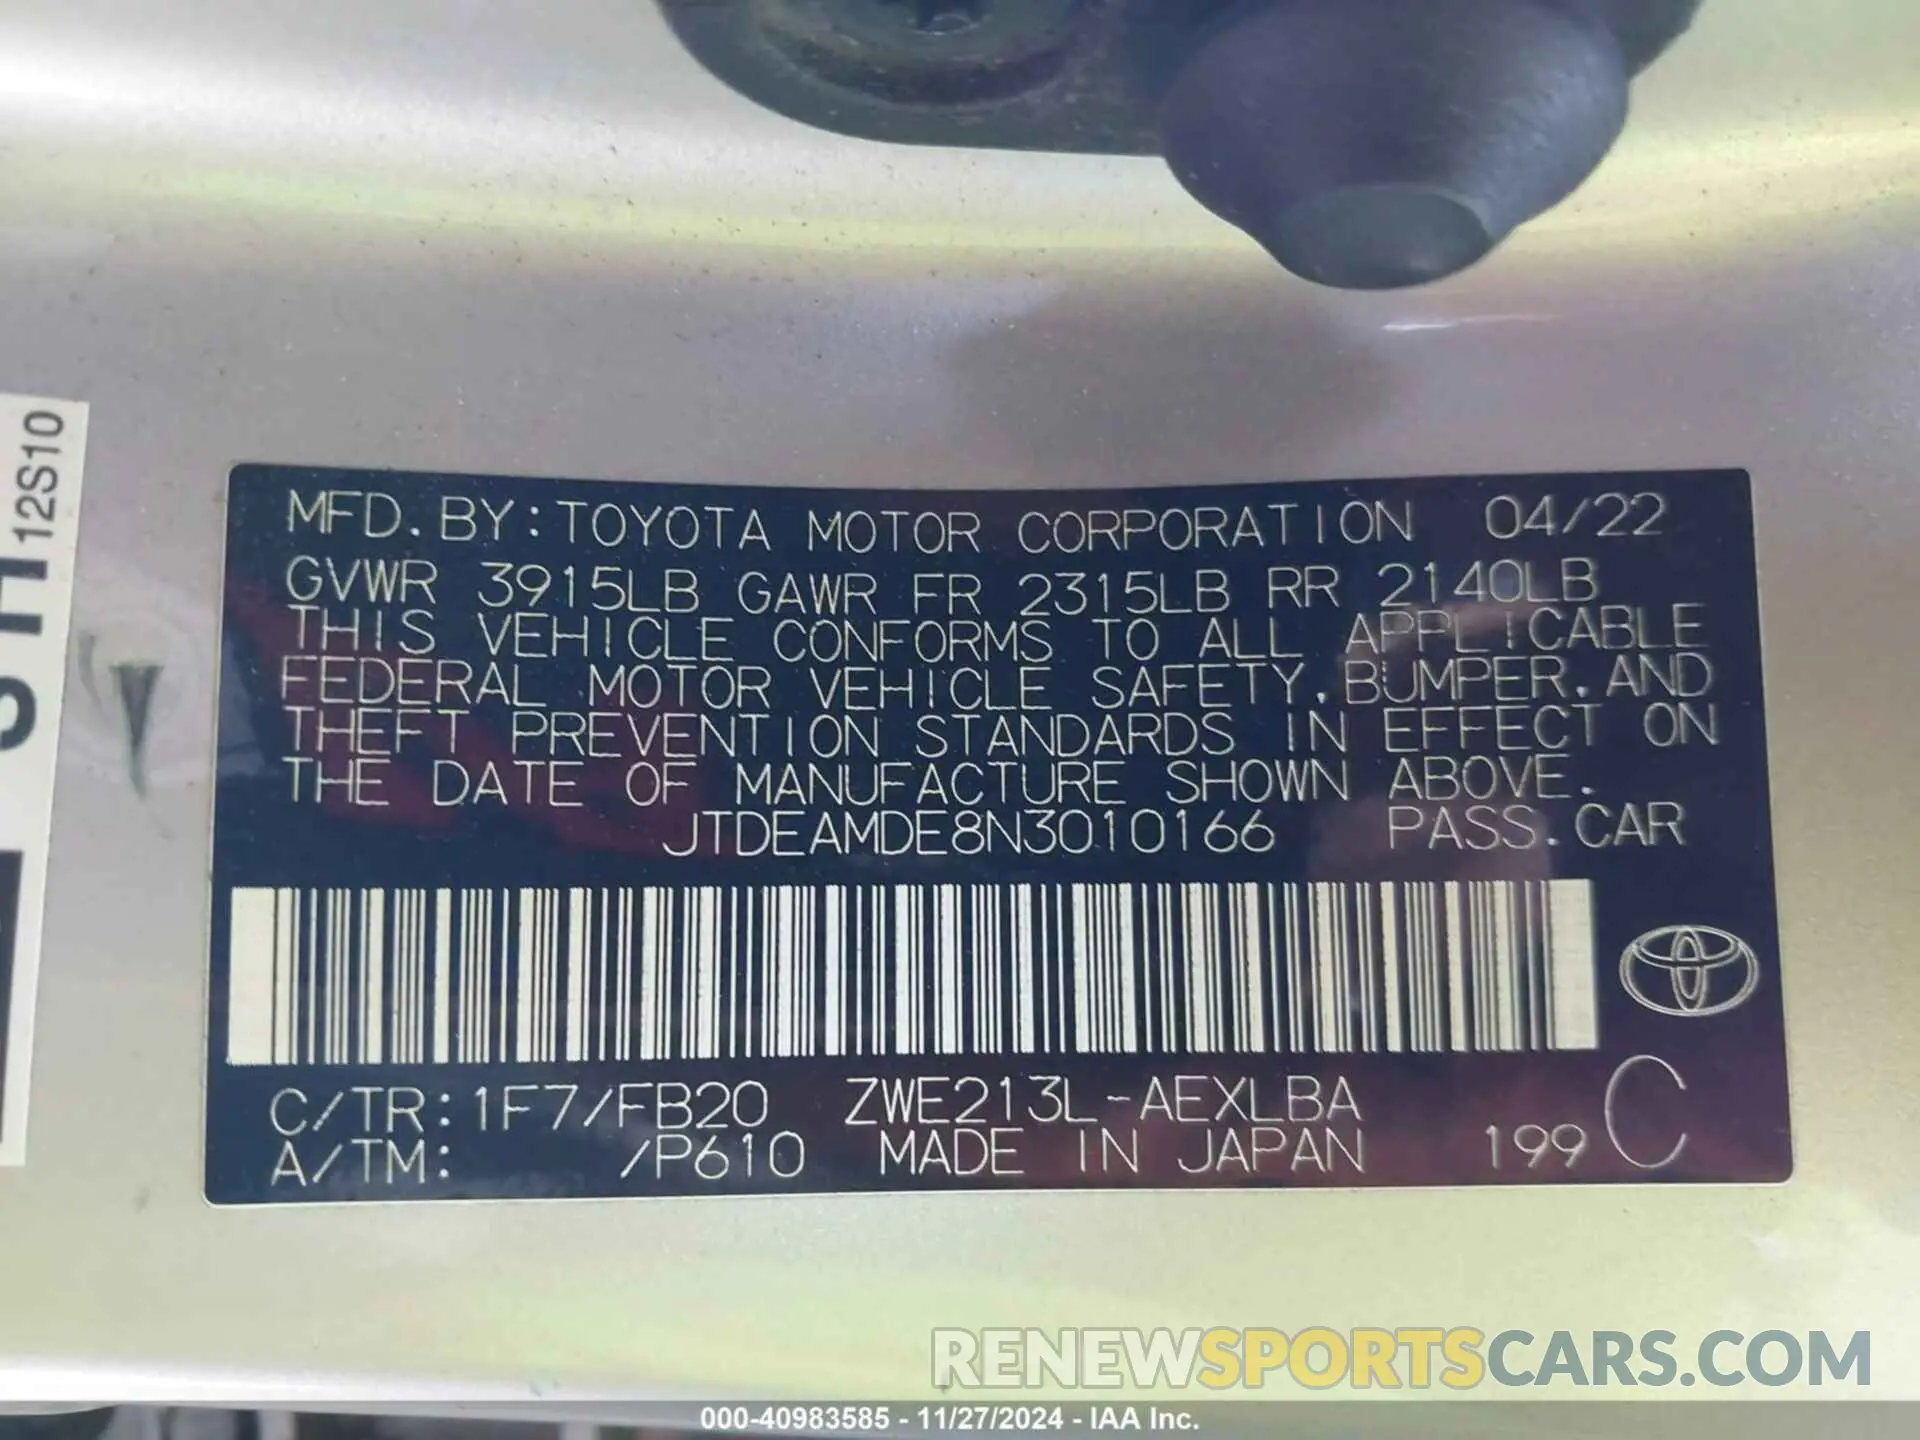 12S10
MFD. BY: TOYOTA MOTOR CORPORATION 04/22
GVWR 3915LB GAWR FR 2315LB RR 2140LB
THIS VEHICLE CONFORMS TO ALL APPLICABLE
FEDERAL MOTOR VEHICLE SAFETY, BUMPER, AND
THEFT PREVENTION STANDARDS IN EFFECT ON
THE DATE OF MANUFACTURE SHOWN ABOVE.
JTDEAMDE8N3010166 PASS. CAR
C/TR: 1F7/FB20 ZWE213L-AEXLBA
A/TM: /P610 MADE IN JAPAN 199 C
RENEWSPORTSCARS.COM
000-40983585 - 11/27/2024 - IAA Inc.